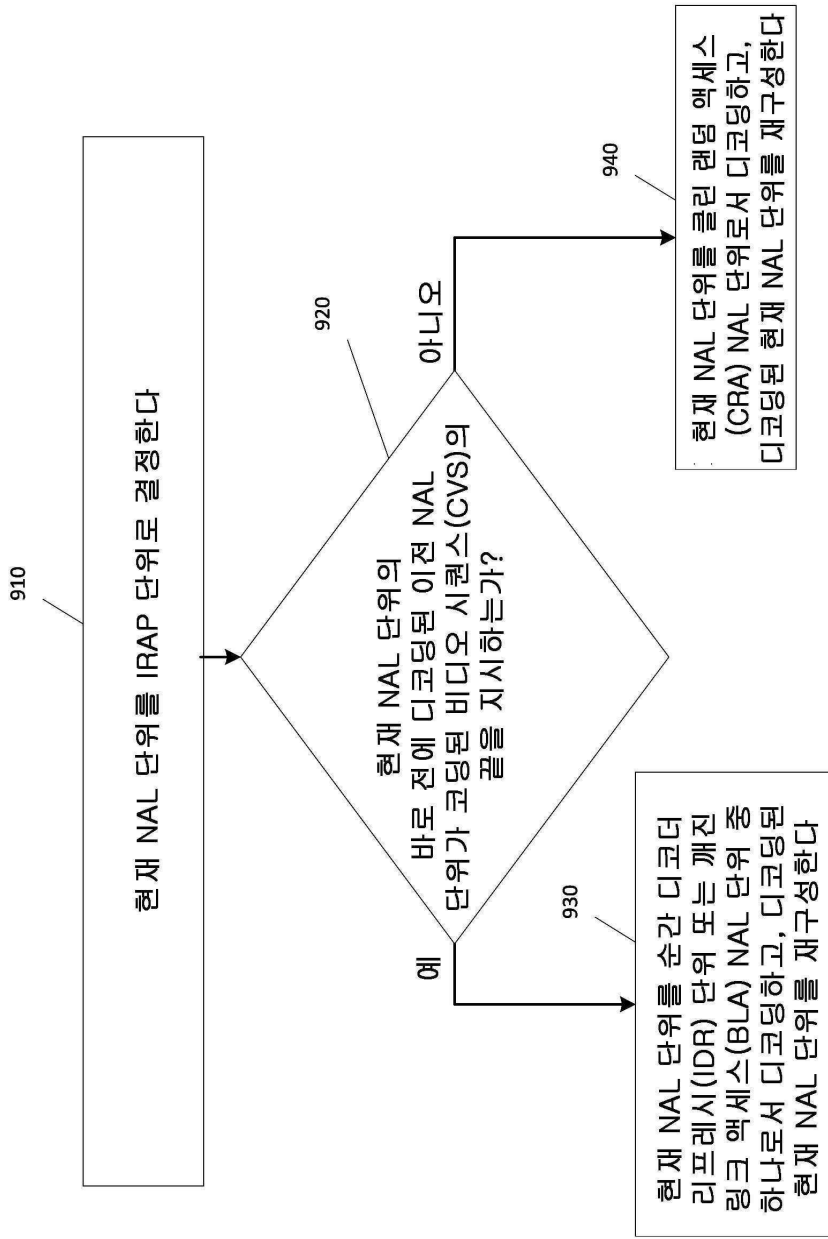 910
현재 NAL 단위를 IRAP 단위로 결정한다
920
현재 NAL 단위의
바로 전에 디코딩된 이전 NAL
단위가 코딩된 비디오 시퀀스(CVS)의
끝을 지시하는가?
예
아니오
930
현재 NAL 단위를 순간 디코더
리프레시(IDR) 단위 또는 깨진
링크 액세스(BLA) NAL 단위 중
하나로서 디코딩하고, 디코딩된
현재 NAL 단위를 재구성한다
940
현재 NAL 단위를 클린 랜덤 액세스
(CRA) NAL 단위로서 디코딩하고,
디코딩된 현재 NAL 단위를 재구성한다